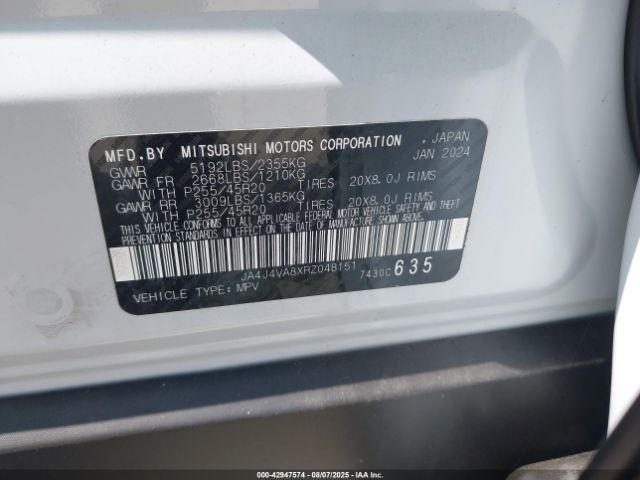 MFD.BY MITSUBISHI MOTORS CORPORATION . JAPAN
GWWR 5192LBS/2355KG JAN 2024
GAWR FR 2668LBS/1210KG
WITH P255/45R20 TIRES 20X8.0J RIMS
GAWR RR 3009LBS/1365KG
WITH P255/45R20 TIRES 20X8.0J RIMS
THIS VEHICLE CONFORMS TO ALL APPLICABLE FEDERAL MOTOR VEHICLE SAFETY AND THEFT
PREVENTION STANDARDS IN EFFECT ON THE DATE OF MANUFACTURE SHOWN ABOVE.
JA4J4VA8XRZ048151 7430C 635
VEHICLE TYPE: MPV
000-42947574 | 08/07/2025 | IAA Inc.